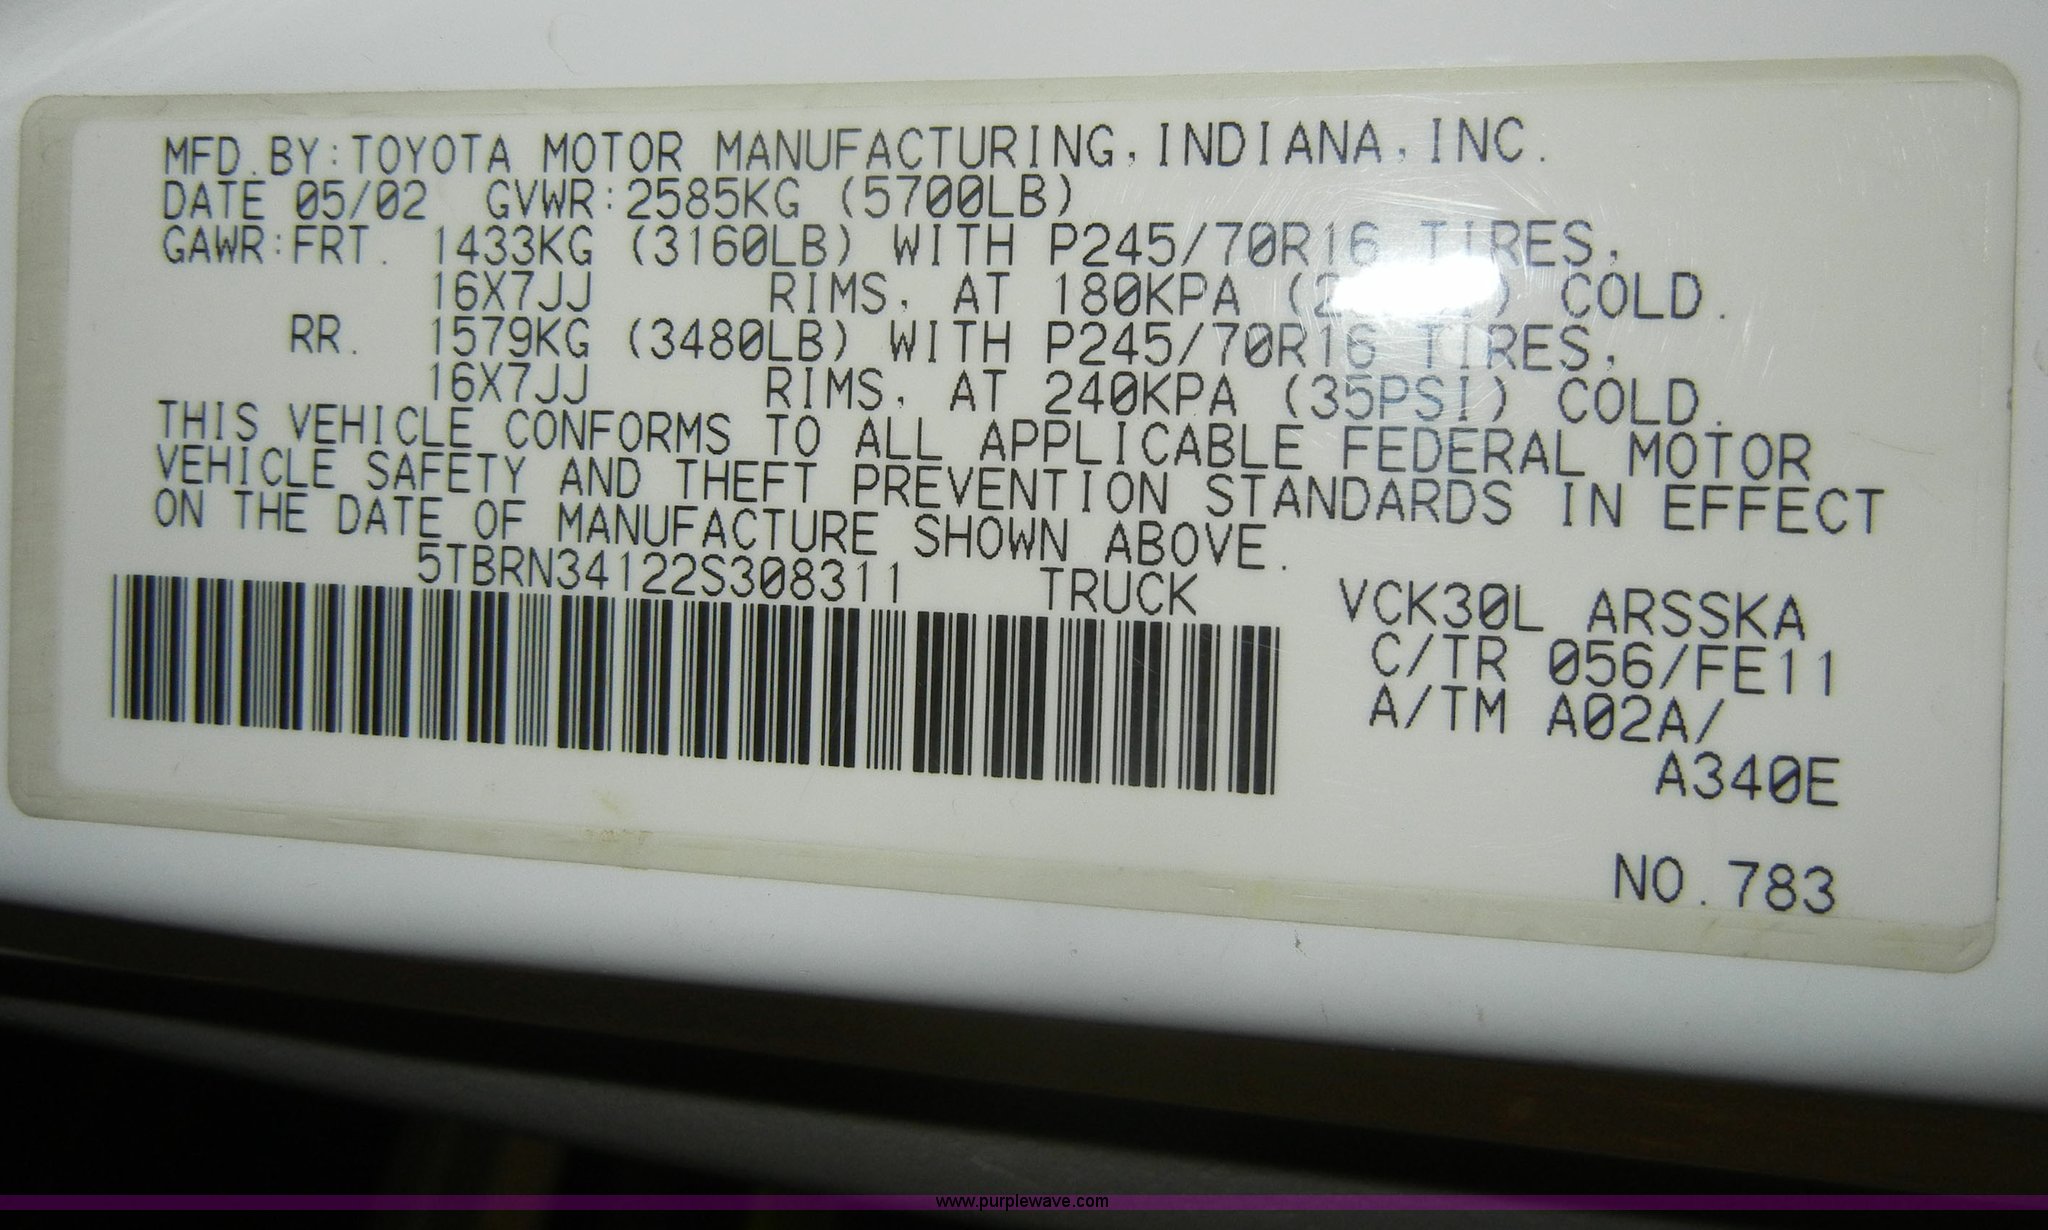 MFD.BY:TOYOTA MOTOR MANUFACTURING,INDIANA,INC.
DATE 05/02 GVWR:2585KG (5700LB)
GAWR:FRT. 1433KG (3160LB) WITH P245/70R16 TIRES,
16X7JJ RIMS, AT 180KPA COLD.
RR. 1579KG (3480LB) WITH P245/70R16 TIRES,
16X7JJ RIMS, AT 240KPA (35PSI) COLD.
THIS VEHICLE CONFORMS TO ALL APPLICABLE FEDERAL MOTOR
VEHICLE SAFETY AND THEFT PREVENTION STANDARDS IN EFFECT
ON THE DATE OF MANUFACTURE SHOWN ABOVE.
5TBRN34122S308311 TRUCK
VCK30L ARSSKA
C/TR 056/FE11
A/TM A02A/
A340E
NO.783
www.purplewave.com